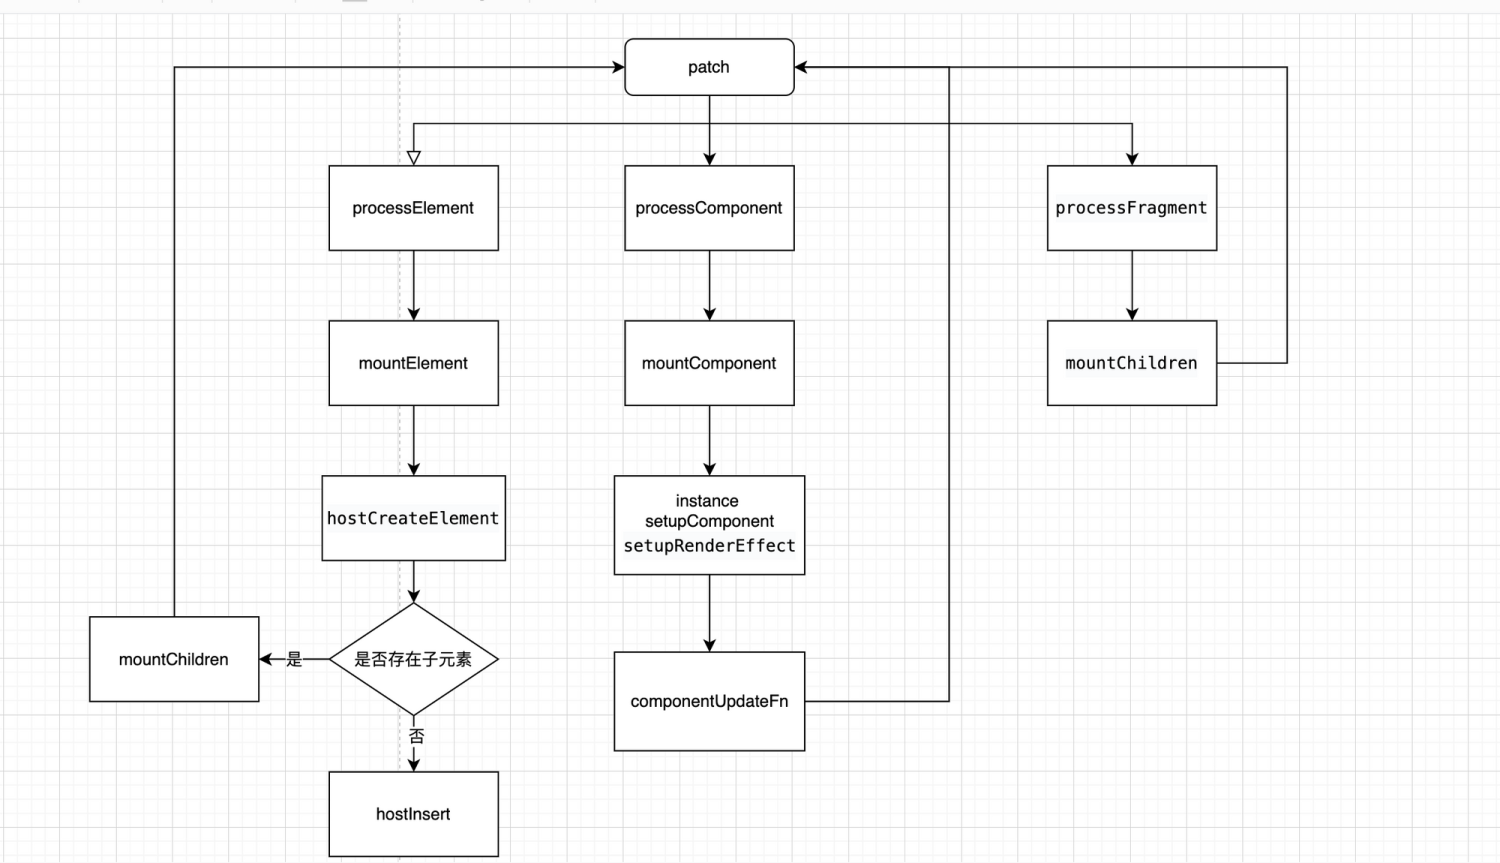 patch
processElement
processComponent
processFragment
mountElement
mountComponent
mountChildren
hostCreateElement
instance
setupComponent
setupRenderEffect
mountChildren
是
是否存在子元素
componentUpdateFn
否
hostInsert